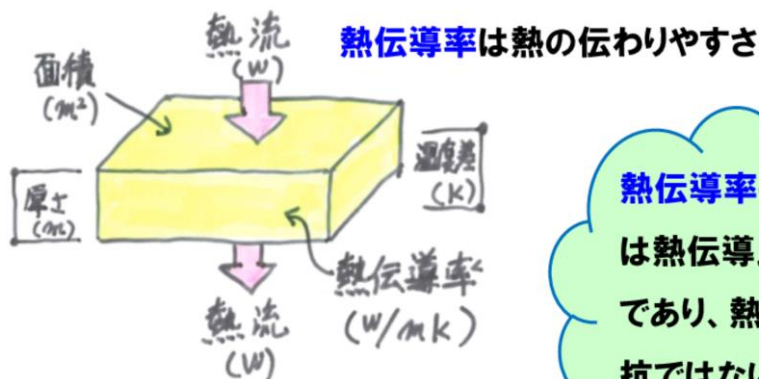 熱流
(W)
熱伝導率は熱の伝わりやすさ
面積
(m²)
温度差
(K)
厚さ
(m)
熱伝導率
(W/mK)
熱流
(W)
熱伝導率
は熱伝導
であり、熱
抗ではない